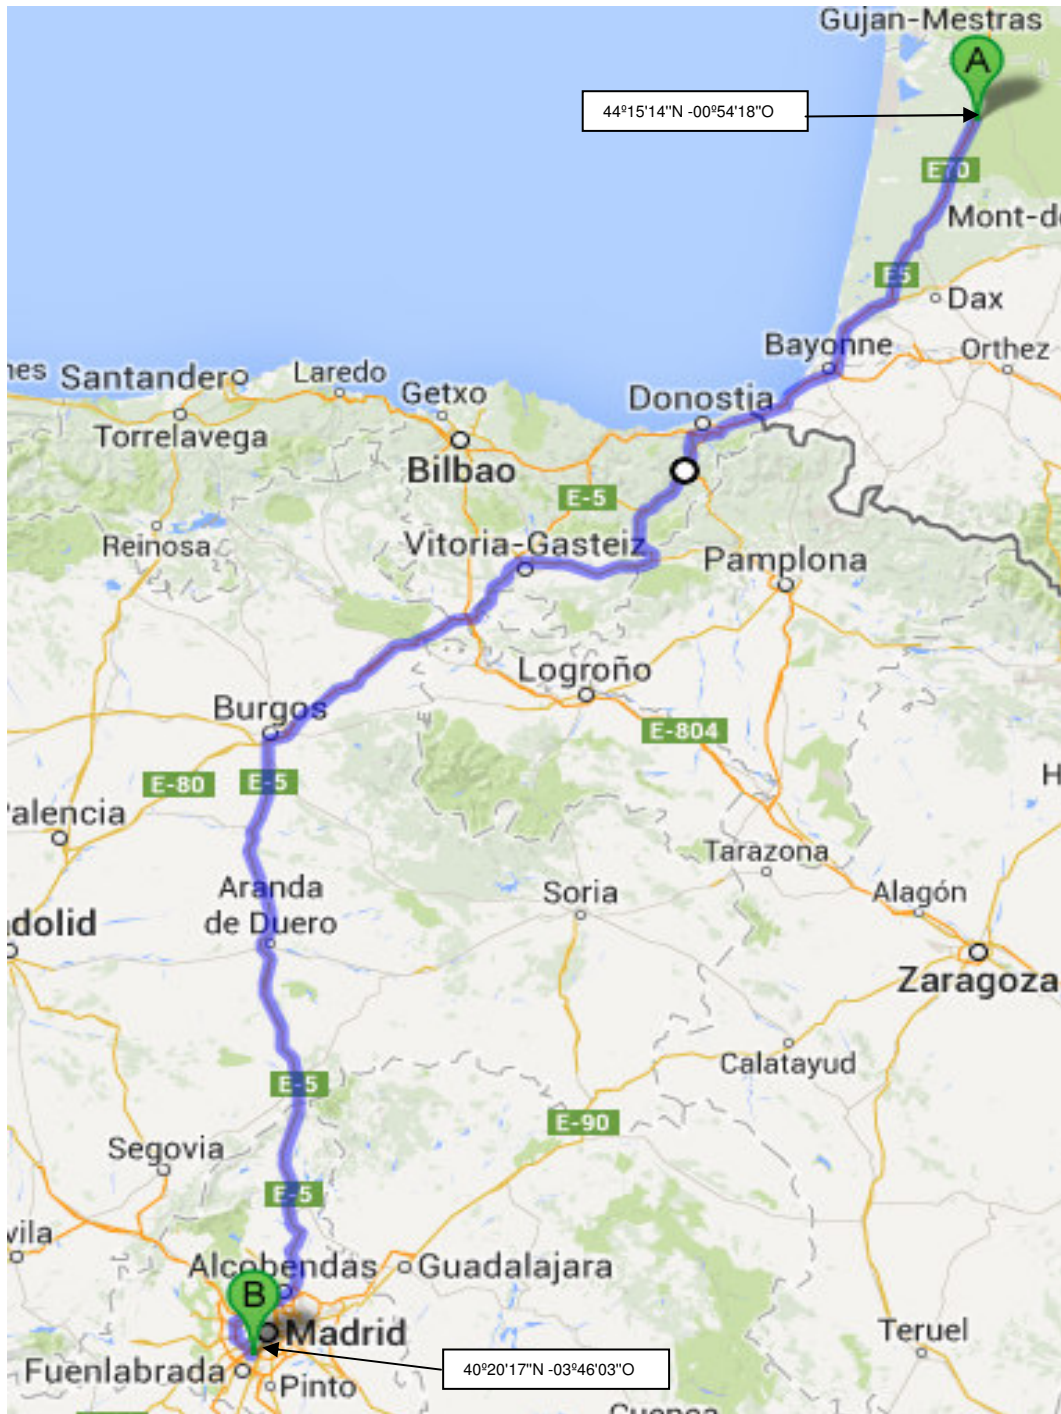 Gujan-Mestras
A
44º15'14"N -00º54'18"O
E70
Mont-de
E5
Dax
Bayonne
Orthez
Santander
Laredo
Getxo
Donostia
Torrelavega
Bilbao
E-5
Reinosa
Vitoria-Gasteiz
Pamplona
Logroño
Burgos
E-804
E-80
E-5
H
alencia
Tarazona
Aranda
de Duero
Soria
Alagón
dolid
Zaragoza
Calatayud
E-5
E-90
Segovia
E-5
vila
Alcobendas
Guadalajara
B
Madrid
Teruel
40º20'17"N -03º46'03"O
Fuenlabrada
Pinto